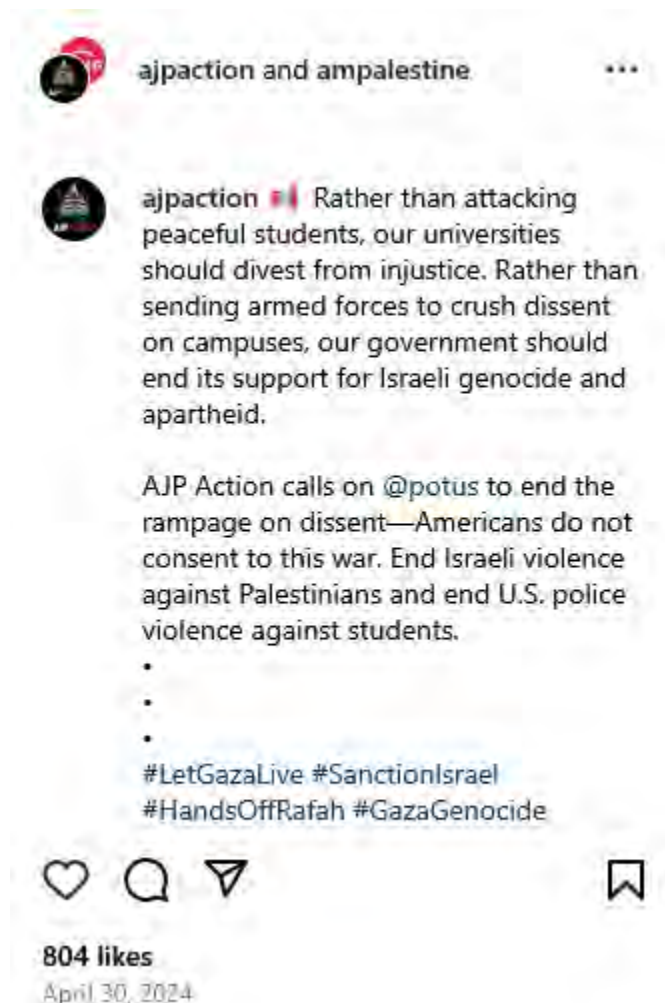 ajpaction and ampalestine
ajpaction Rather than attacking
peaceful students, our universities
should divest from injustice. Rather than
sending armed forces to crush dissent
on campuses, our government should
end its support for Israeli genocide and
apartheid.
AJP Action calls on @potus to end the
rampage on dissent—Americans do not
consent to this war. End Israeli violence
against Palestinians and end U.S. police
violence against students.
•
•
•
#LetGazaLive #SanctionIsrael
#HandsOffRafah #GazaGenocide
804 likes
April 30, 2024